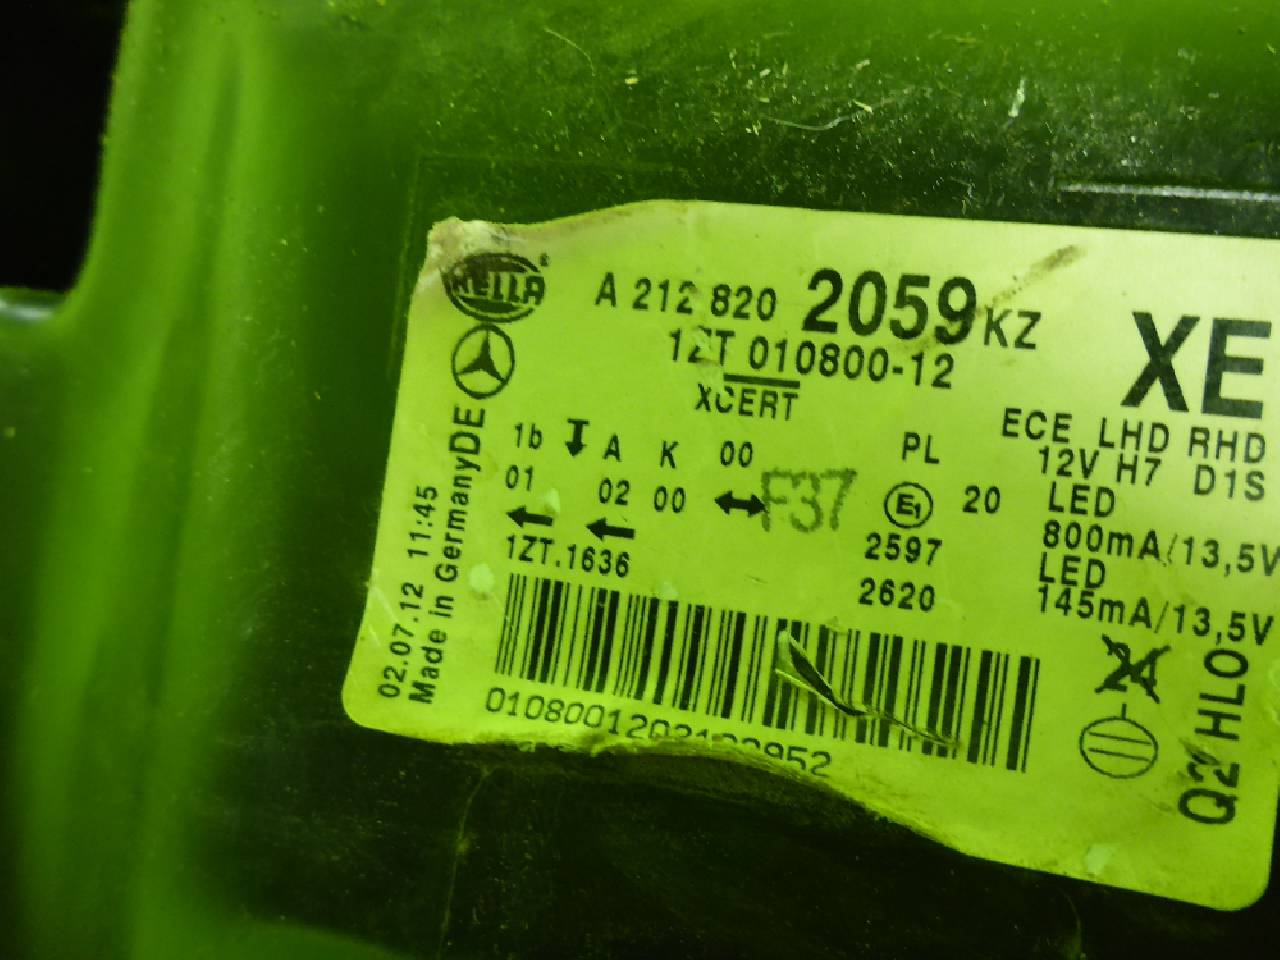 HELLA
A 212 820 2059 KZ
1ZT 010800-12
XCERT
XE
1b A K 00 PL
01 02 00 F37 E1 20
1ZT.1636 2597
2620
ECE LHD RHD
12V H7 D1S
LED
800mA/13,5V
LED
145mA/13,5V
02.07.12 11:45
Made in GermanyDE
24
Q2 HLO